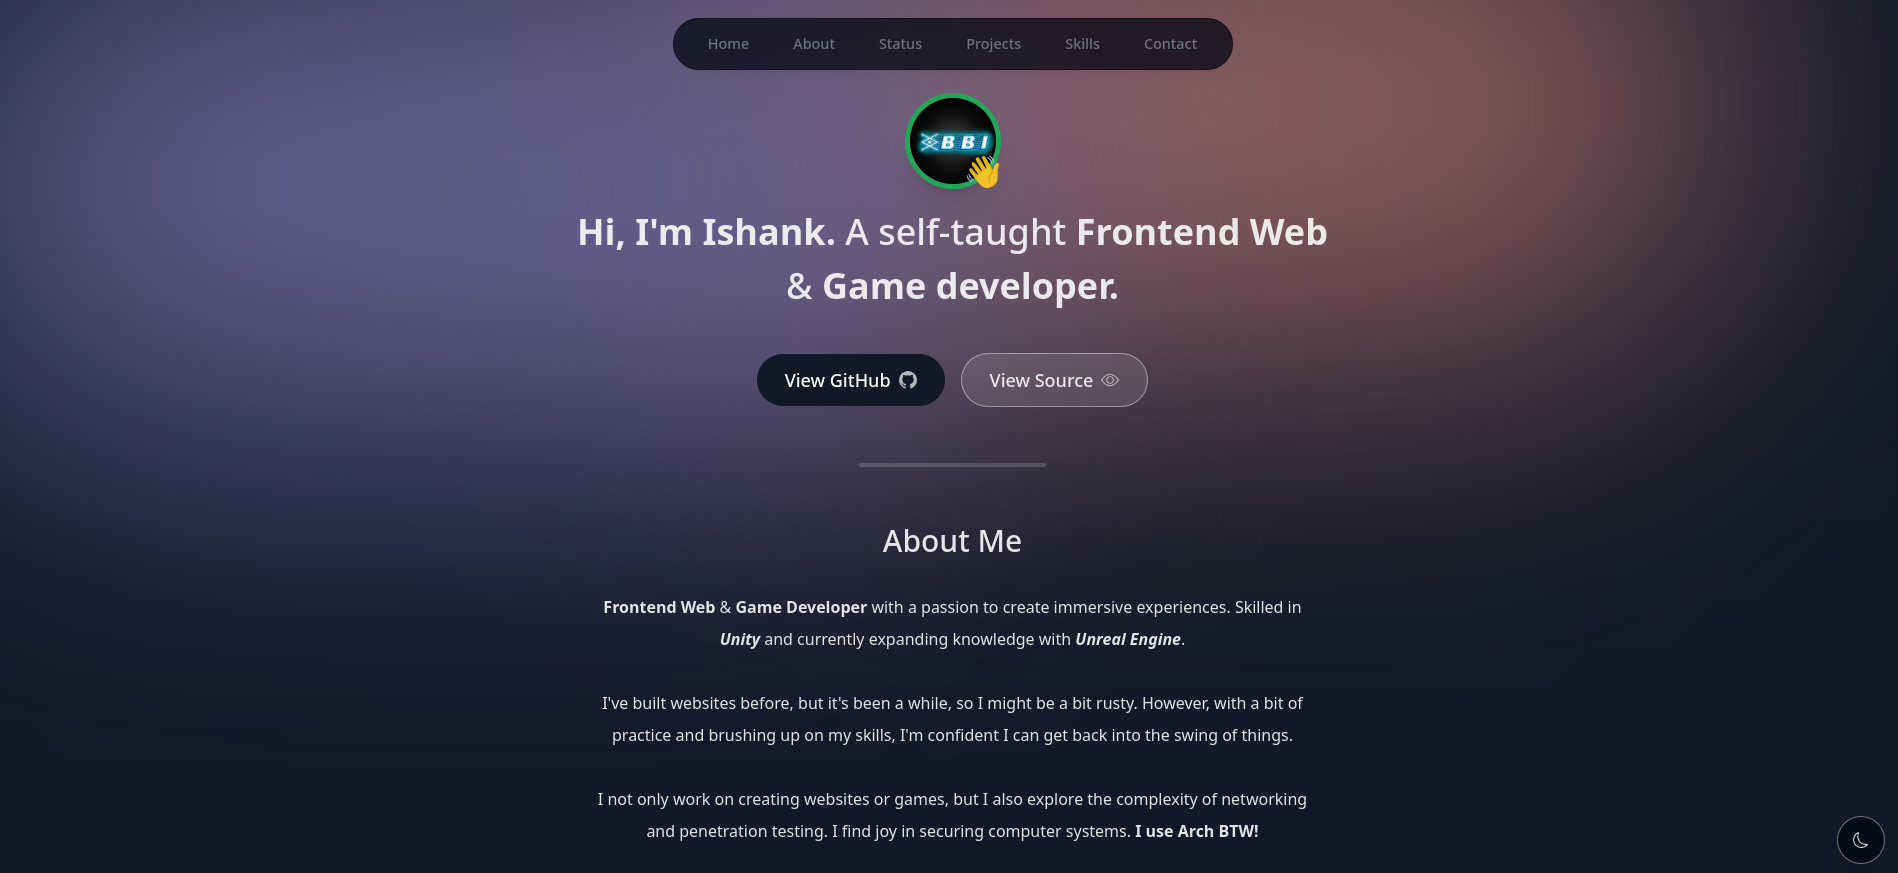 Home About Status Projects Skills Contact
BBI
Hi, I'm Ishank. A self-taught Frontend Web
& Game developer.
View GitHub View Source
About Me
Frontend Web & Game Developer with a passion to create immersive experiences. Skilled in
Unity and currently expanding knowledge with Unreal Engine.
I've built websites before, but it's been a while, so I might be a bit rusty. However, with a bit of
practice and brushing up on my skills, I'm confident I can get back into the swing of things.
I not only work on creating websites or games, but I also explore the complexity of networking
and penetration testing. I find joy in securing computer systems. I use Arch BTW!